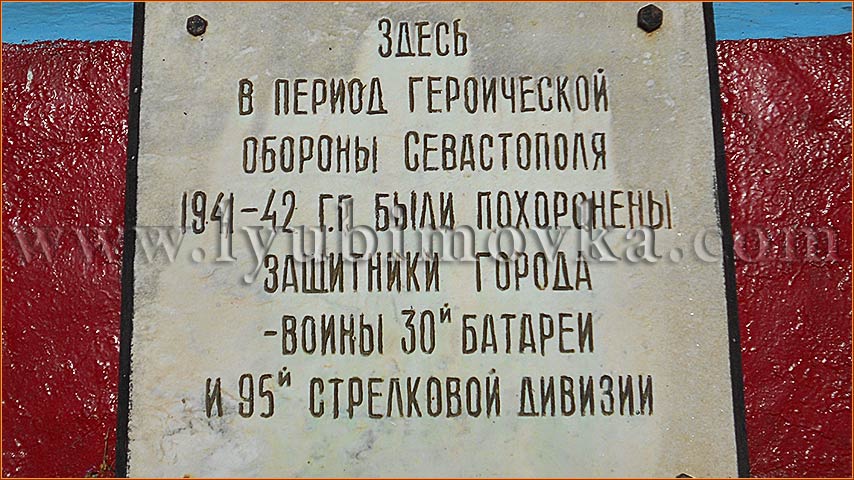 ЗДЕСЬ
В ПЕРИОД ГЕРОИЧЕСКОЙ
ОБОРОНЫ СЕВАСТОПОЛЯ
1941-42 Г.Г. БЫЛИ ПОХОРОНЕНЫ
www.lyubimovka.com
ЗАЩИТНИКИ ГОРОДА
-ВОИНЫ 30Й БАТАРЕИ
И 95Й СТРЕЛКОВОЙ ДИВИЗИИ